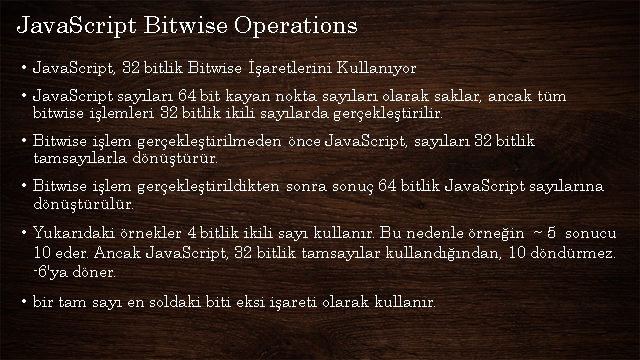 JavaScript Bitwise Operations
• JavaScript, 32 bitlik Bitwise İşaretlerini Kullanıyor
• JavaScript sayıları 64 bit kayan nokta sayıları olarak saklar, ancak tüm
bitwise işlemleri 32 bitlik ikili sayılarda gerçekleştirilir.
• Bitwise işlem gerçekleştirilmeden önce JavaScript, sayıları 32 bitlik
tamsayılarla dönüştürür.
• Bitwise işlem gerçekleştirildikten sonra sonuç 64 bitlik JavaScript sayılarına
dönüştürülür.
• Yukarıdaki örnekler 4 bitlik ikili sayı kullanır. Bu nedenle örneğin ~ 5 sonucu
10 eder. Ancak JavaScript, 32 bitlik tamsayılar kullandığından, 10 döndürmez.
-6'ya döner.
• bir tam sayı en soldaki biti eksi işareti olarak kullanır.